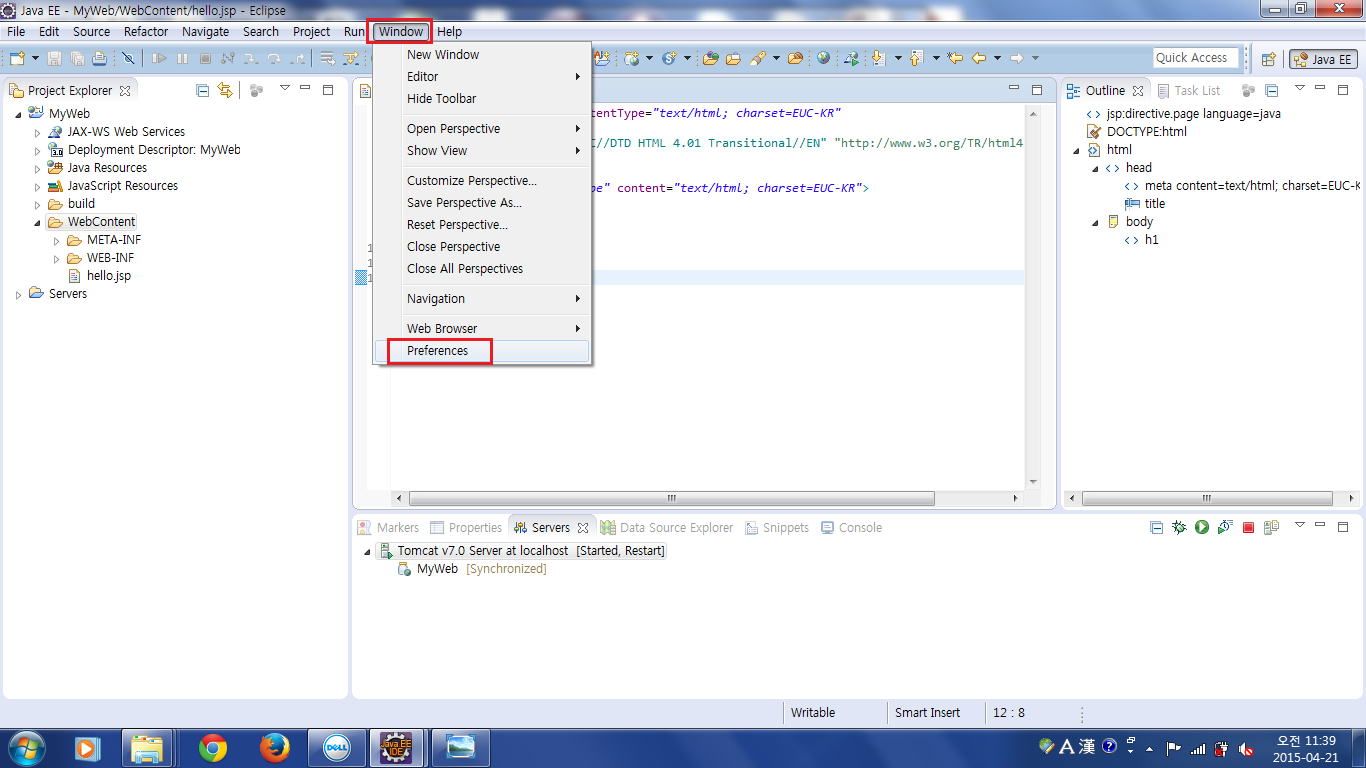 Java EE - MyWeb/WebContent/hello.jsp - Eclipse
File Edit Source Refactor Navigate Search Project Run Window Help
Quick Access
Java EE
New Window
Editor
Hide Toolbar
Open Perspective
Show View
Customize Perspective...
Save Perspective As...
Reset Perspective...
Close Perspective
Close All Perspectives
Navigation
Web Browser
Preferences
Project Explorer
MyWeb
JAX-WS Web Services
Deployment Descriptor: MyWeb
Java Resources
JavaScript Resources
build
WebContent
META-INF
WEB-INF
hello.jsp
Servers
tentType="text/html; charset=EUC-KR"
C//DTD HTML 4.01 Transitional//EN" "http://www.w3.org/TR/html4
pe" content="text/html; charset=EUC-KR">
1
1
1
Outline Task List
jsp:directive.page language=java
DOCTYPE:html
html
head
meta content=text/html; charset=EUC-K
title
body
h1
Markers Properties Servers Data Source Explorer Snippets Console
Tomcat v7.0 Server at localhost [Started, Restart]
MyWeb [Synchronized]
Writable Smart Insert 12 : 8
DELL
Java EE
IDE
A 漢
오전 11:39
2015-04-21